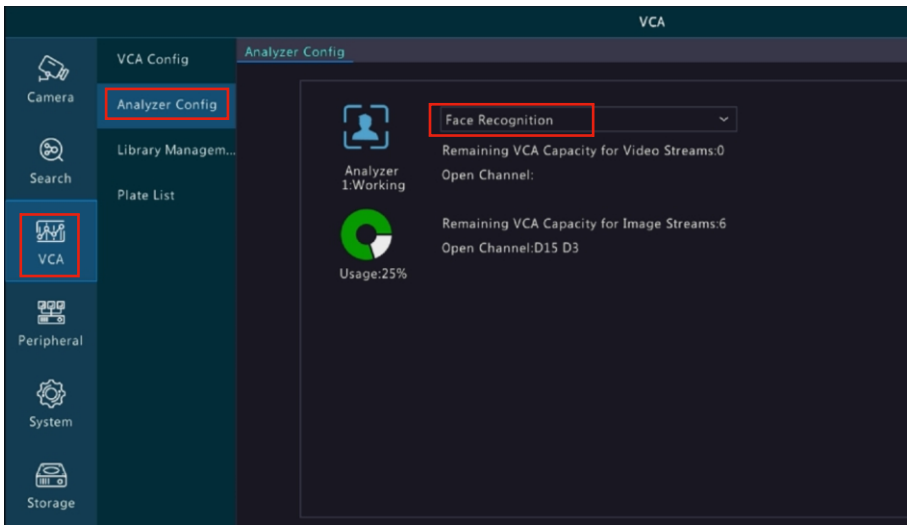 VCA
Camera
Search
VCA
Peripheral
System
Storage
VCA Config
Analyzer Config
Library Managem...
Plate List
Analyzer Config
Analyzer
1:Working
Usage:25%
Face Recognition
Remaining VCA Capacity for Video Streams:0
Open Channel:
Remaining VCA Capacity for Image Streams:6
Open Channel:D15 D3